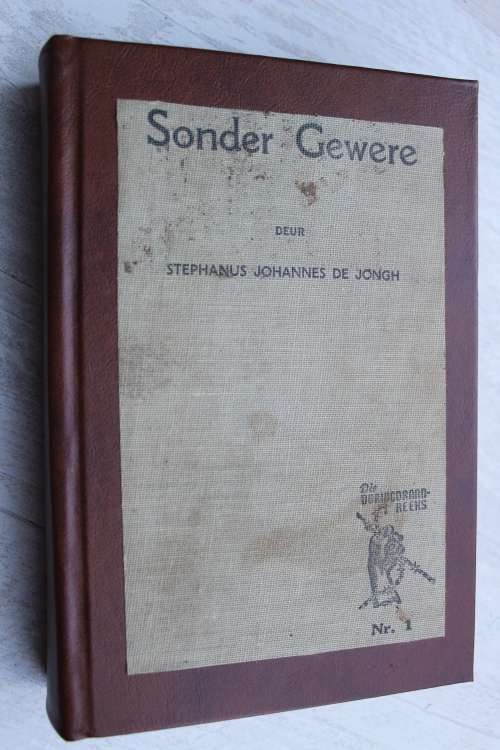 Sonder Gewere
DEUR
STEPHANUS JOHANNES DE JONGH
Die
REEKS
Nr. 1